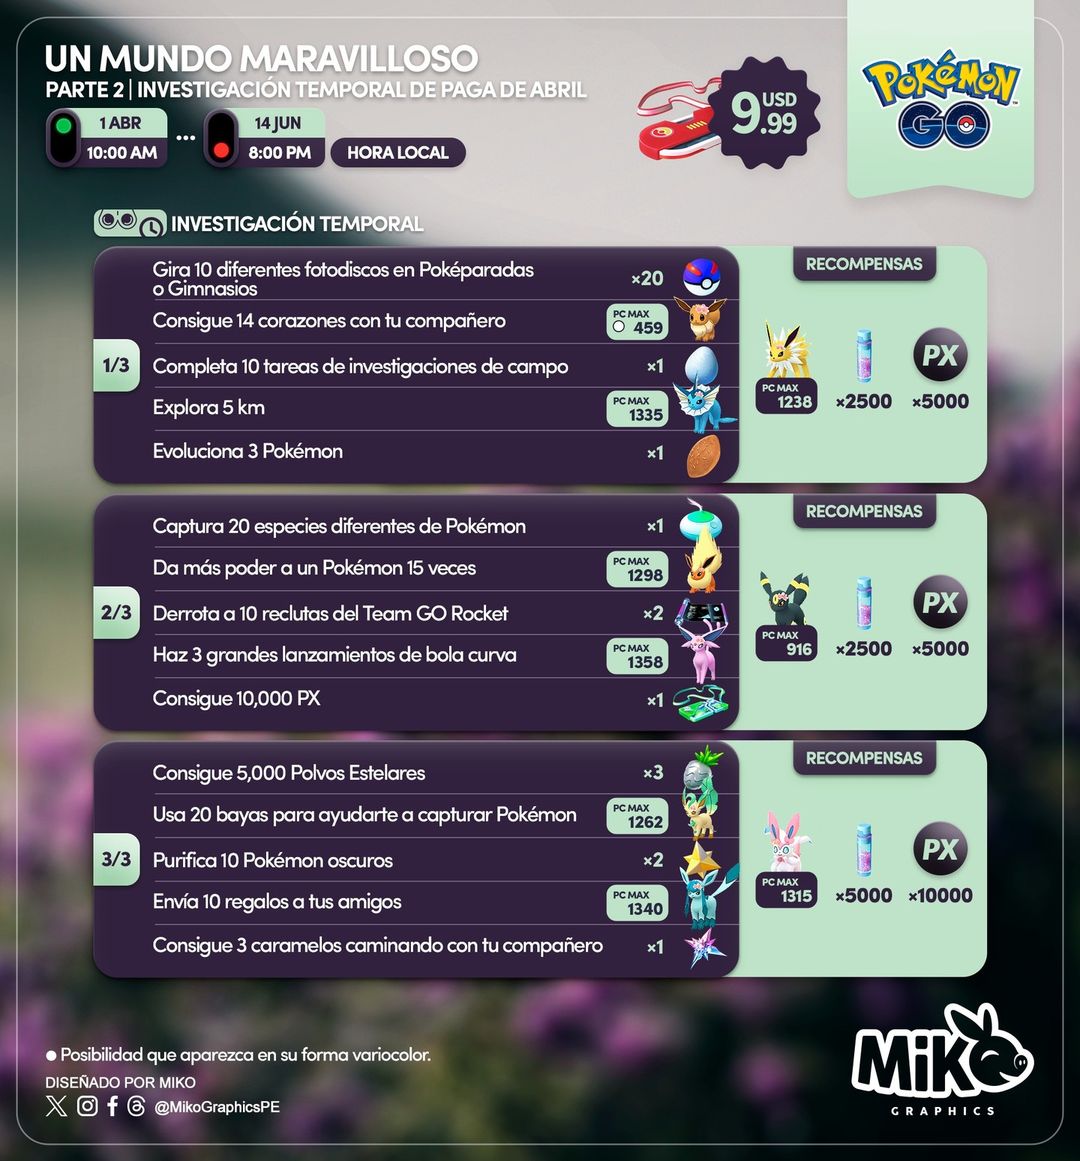 UN MUNDO MARAVILLOSO
PARTE 2 | INVESTIGACIÓN TEMPORAL DE PAGA DE ABRIL
1 ABR
10:00 AM
...
14 JUN
8:00 PM
HORA LOCAL
9.99 USD
POKÉMON
GO
INVESTIGACIÓN TEMPORAL
1/3
Gira 10 diferentes fotodiscos en Poképaradas
o Gimnasios
×20
Consigue 14 corazones con tu compañero
PC MAX
459
Completa 10 tareas de investigaciones de campo
×1
Explora 5 km
PC MAX
1335
Evoluciona 3 Pokémon
×1
RECOMPENSAS
PC MAX
1238
×2500
PX
×5000
2/3
Captura 20 especies diferentes de Pokémon
×1
Da más poder a un Pokémon 15 veces
PC MAX
1298
Derrota a 10 reclutas del Team GO Rocket
×2
Haz 3 grandes lanzamientos de bola curva
PC MAX
1358
Consigue 10,000 PX
×1
RECOMPENSAS
PC MAX
916
×2500
PX
×5000
3/3
Consigue 5,000 Polvos Estelares
×3
Usa 20 bayas para ayudarte a capturar Pokémon
PC MAX
1262
Purifica 10 Pokémon oscuros
×2
Envía 10 regalos a tus amigos
PC MAX
1340
Consigue 3 caramelos caminando con tu compañero
×1
RECOMPENSAS
PC MAX
1315
×5000
PX
×10000
● Posibilidad que aparezca en su forma variocolor.
DISEÑADO POR MIKO
@MikoGraphicsPE
MiKO
GRAPHICS